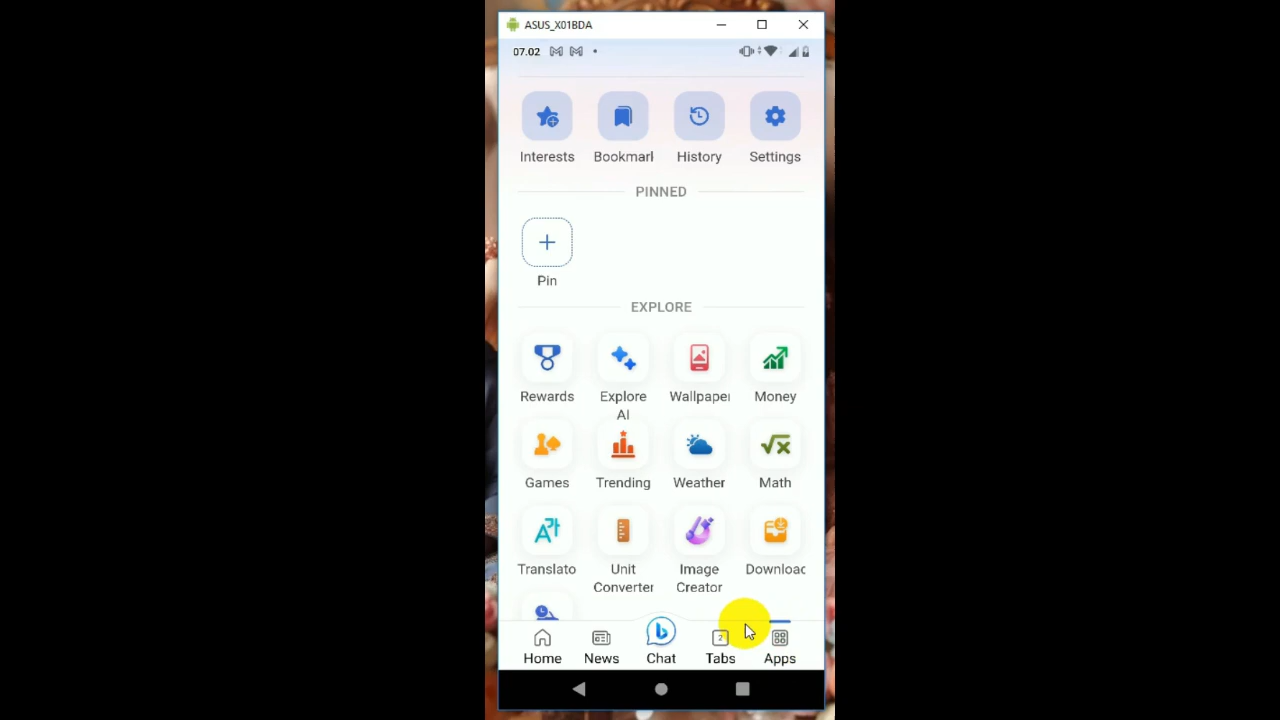 ASUS_X01BDA
07.02
Interests Bookmarl History Settings
PINNED
Pin
EXPLORE
Rewards Explore Wallpaper Money
AI
Games Trending Weather Math
Translato Unit Image Downloac
Converter Creator
2
Home News Chat Tabs Apps